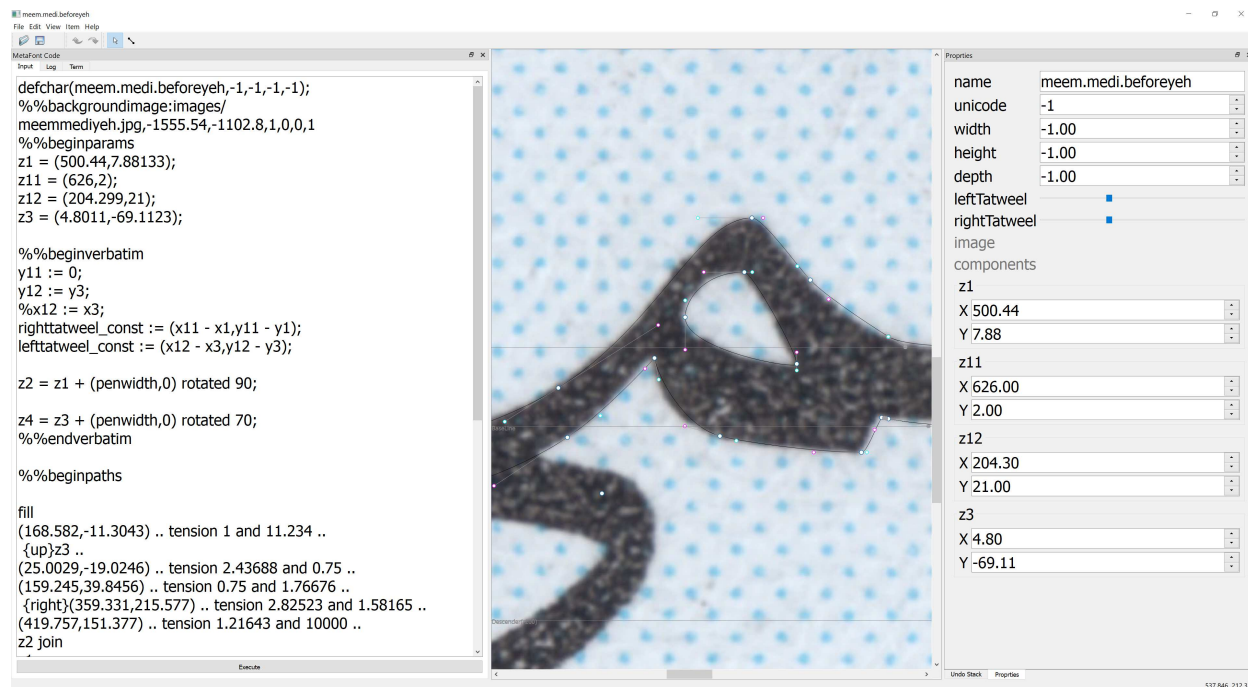 meem.medi.beforeyeh
File Edit View Item Help
MetaFont Code
Input Log Term
defchar(meem.medi.beforeyeh,-1,-1,-1,-1);
%%backgroundimage:images/
meemmediyeh.jpg,-1555.54,-1102.8,1,0,0,1
%%beginparams
z1 = (500.44,7.88133);
z11 = (626,2);
z12 = (204.299,21);
z3 = (4.8011,-69.1123);
%%beginverbatim
y11 := 0;
y12 := y3;
%x12 := x3;
righttatweel_const := (x11 - x1,y11 - y1);
lefttatweel_const := (x12 - x3,y12 - y3);
z2 = z1 + (penwidth,0) rotated 90;
z4 = z3 + (penwidth,0) rotated 70;
%%endverbatim
%%beginpaths
fill
(168.582,-11.3043) .. tension 1 and 11.234 ..
{up}z3 ..
(25.0029,-19.0246) .. tension 2.43688 and 0.75 ..
(159.245,39.8456) .. tension 0.75 and 1.76676 ..
{right}(359.331,215.577) .. tension 2.82523 and 1.58165 ..
(419.757,151.377) .. tension 1.21643 and 10000 ..
z2 join
Execute
Proprties
name meem.medi.beforeyeh
unicode -1
width -1.00
height -1.00
depth -1.00
leftTatweel
rightTatweel
image
components
z1
X 500.44
Y 7.88
z11
X 626.00
Y 2.00
z12
X 204.30
Y 21.00
z3
X 4.80
Y -69.11
Undo Stack Proprties